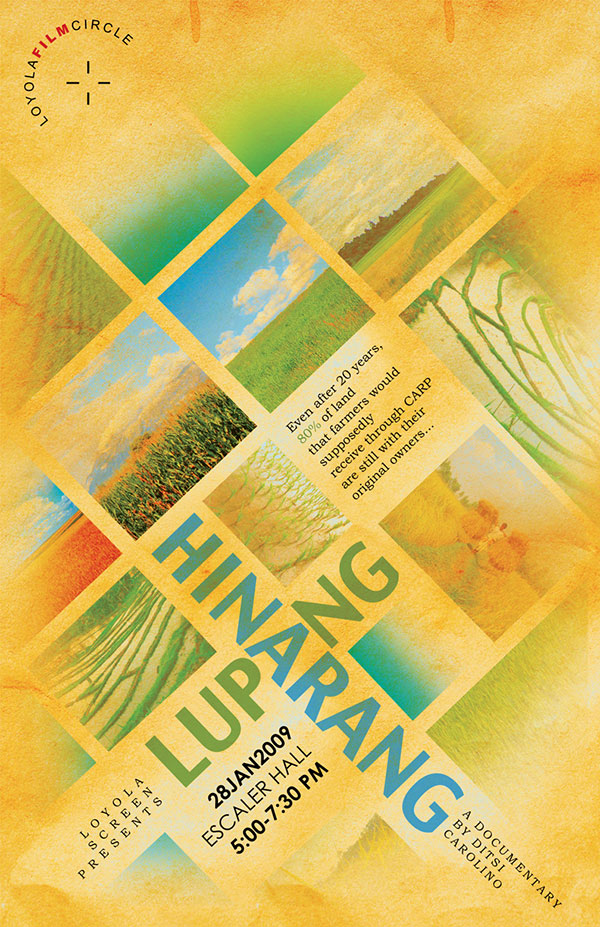 LOYOLAFILMCIRCLE
Even after 20 years,
80% of land
that farmers would
supposedly
receive through CARP
are still with their
original owners...
LUPANG
HINARANG
28JAN2009
ESCALER HALL
5:00-7:30 PM
LOYOLA
SCREEN
PRESENTS
A DOCUMENTARY
BY DITSI
CAROLINO